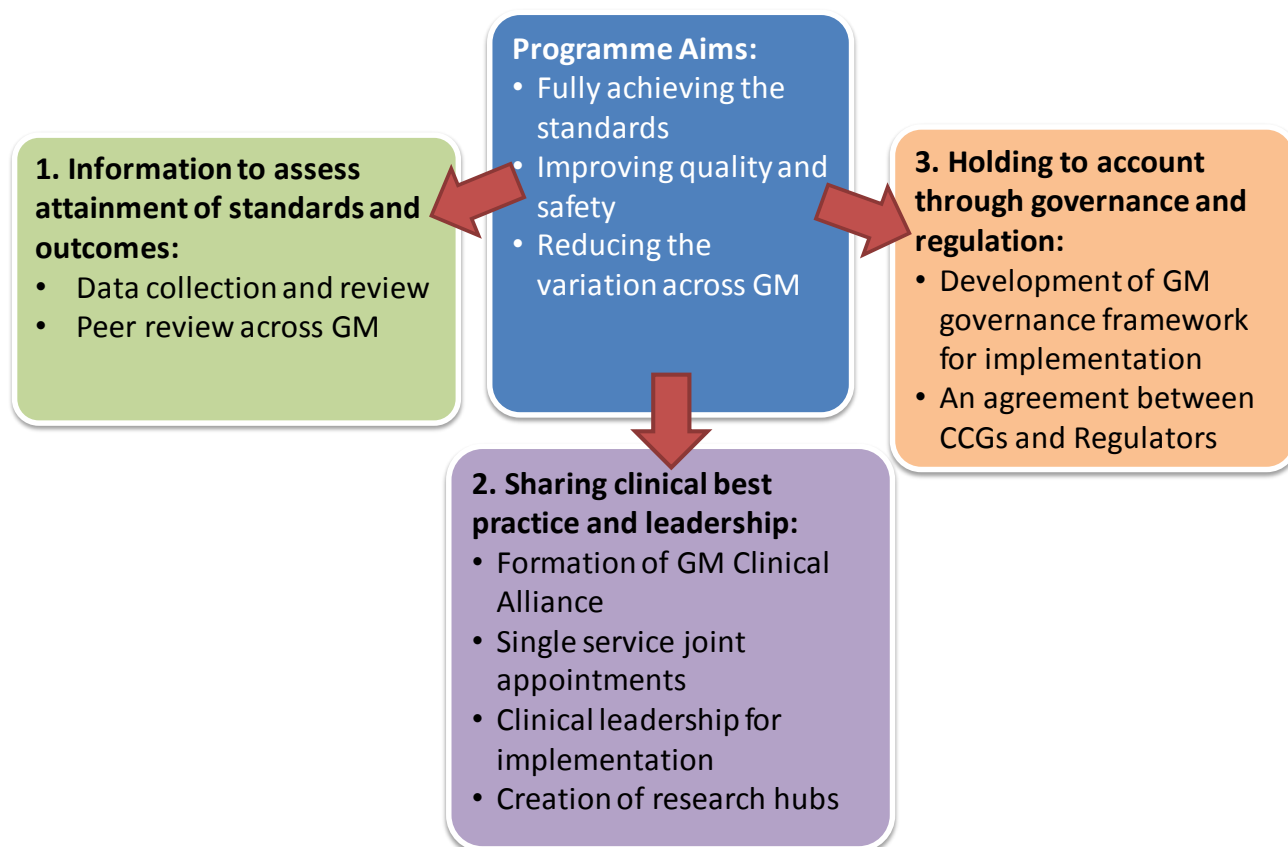 Programme Aims:
• Fully achieving the
standards
• Improving quality and
safety
• Reducing the
variation across GM
1. Information to assess
attainment of standards and
outcomes:
• Data collection and review
• Peer review across GM
2. Sharing clinical best
practice and leadership:
• Formation of GM Clinical
Alliance
• Single service joint
appointments
• Clinical leadership for
implementation
• Creation of research hubs
3. Holding to account
through governance and
regulation:
• Development of GM
governance framework
for implementation
• An agreement between
CCGs and Regulators